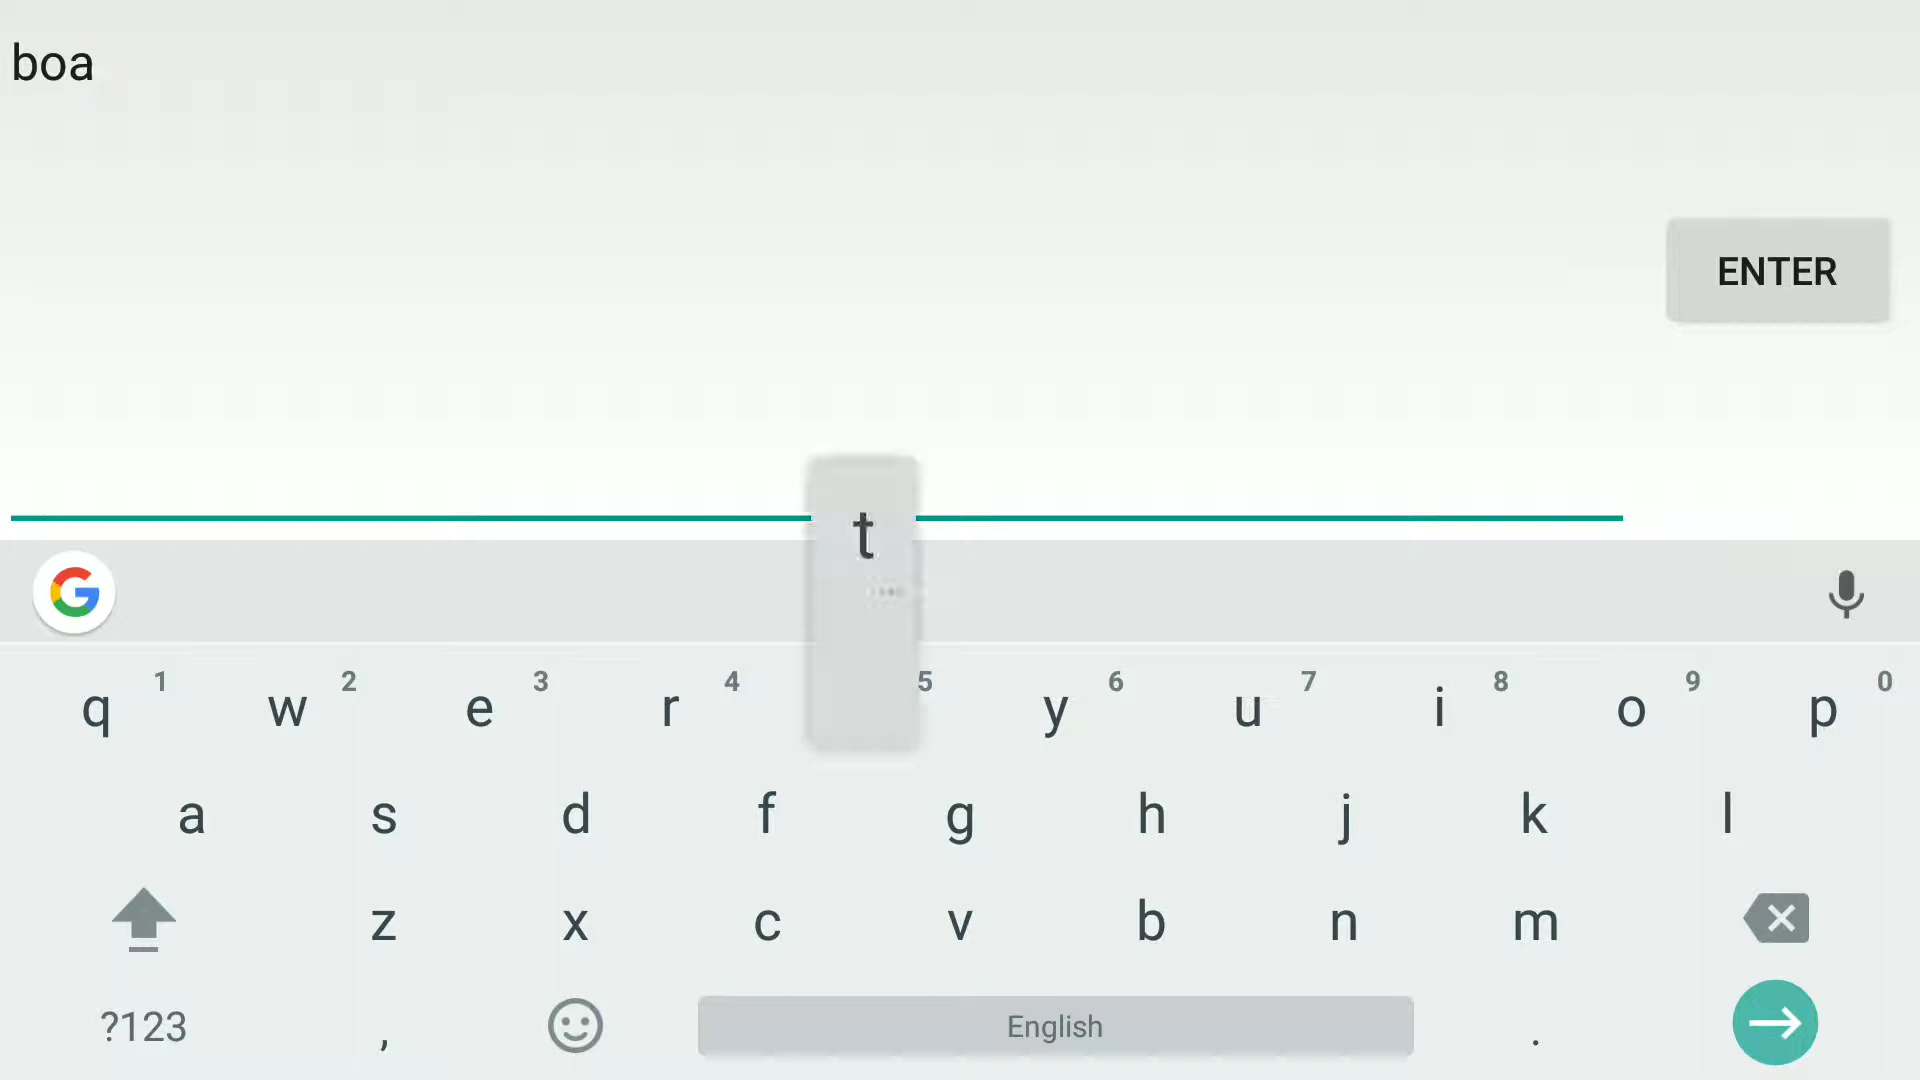 boa
ENTER
t
q 1 w 2 e 3 r 4 5 y 6 u 7 i 8 o 9 p 0
a s d f g h j k l
z x c v b n m
?123 , English .